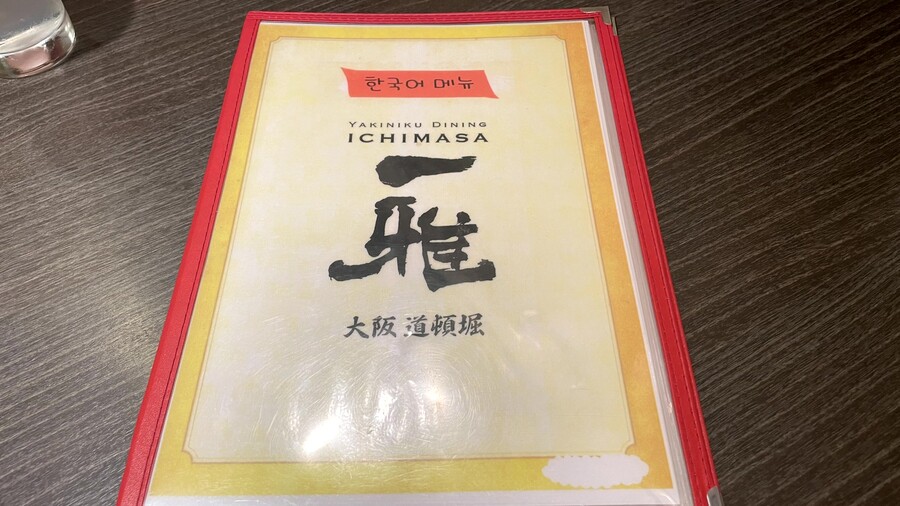 한국어 메뉴
YAKINIKU DINING
ICHIMASA
一
雅
大阪 道頓堀